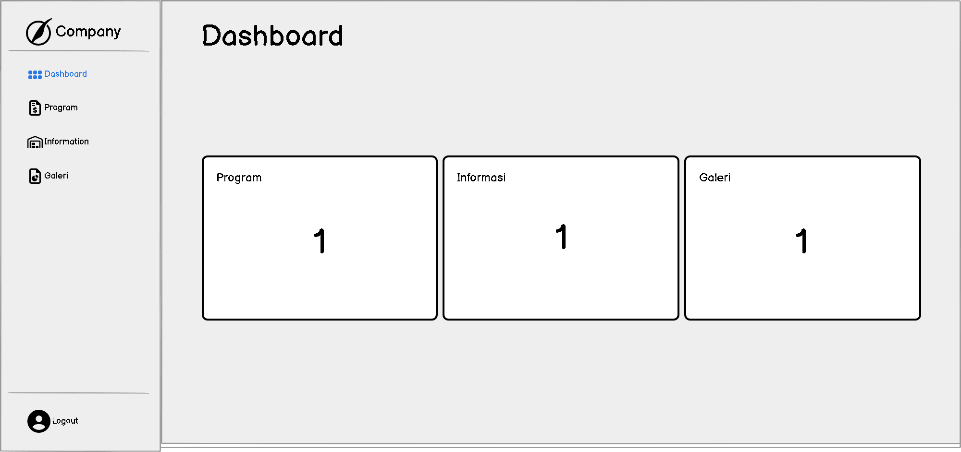 Company
Dashboard
Program
Information
Galeri
Logout
Dashboard
Program
1
Informasi
1
Galeri
1